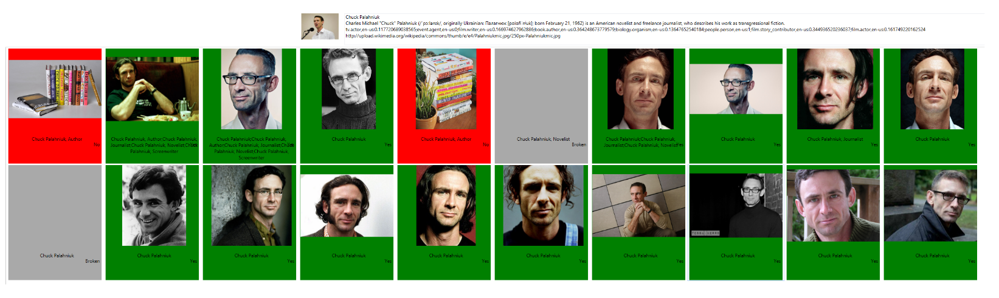 Chuck Palahniuk
Charles Michael "Chuck" Palahniuk (/ˈpɔːlənɪk/, originally Ukrainian: Палагнюк [pɑlɑɦˈnʲuk]; born February 21, 1962) is an American novelist and freelance journalist, who describes his work as transgressional fiction.
tv.actor,en-us:0.117720689038565;event.agent,en-us:0;film.writer,en-us:0.166974627962886;book.author,en-us:0.364248673779579;biology.organism,en-us:0.13647652540184;people.person,en-us:1;film.story_contributor,en-us:0.344936520236037;film.actor,en-us:0.161749220162524
http://upload.wikimedia.org/wikipedia/commons/thumb/e/e4/Palahniukmic.jpg/250px-Palahniukmic.jpg
Chuck Palahniuk, Author
No
Chuck Palahniuk, Author;Chuck Palahniuk,
Journalist;Chuck Palahniuk, Novelist;Chuck
Palahniuk, Screenwriter
Yes
Chuck Palahniuk;Chuck Palahniuk,
Author;Chuck Palahniuk, Journalist;Chuck
Palahniuk, Novelist;Chuck Palahniuk,
Screenwriter
Yes
Chuck Palahniuk
Yes
Chuck Palahniuk, Author
No
Chuck Palahniuk, Novelist
Broken
Chuck Palahniuk;Chuck Palahniuk,
Journalist;Chuck Palahniuk, Novelist
Yes
Chuck Palahniuk
Yes
Chuck Palahniuk, Journalist
Yes
Chuck Palahniuk
Yes
Chuck Palahniuk
Broken
Chuck Palahniuk
Yes
Chuck Palahniuk
Yes
Chuck Palahniuk
Yes
Chuck Palahniuk
Yes
Chuck Palahniuk
Yes
Chuck Palahniuk
Yes
Chuck Palahniuk
Yes
Chuck Palahniuk
Yes
Chuck Palahniuk
Yes